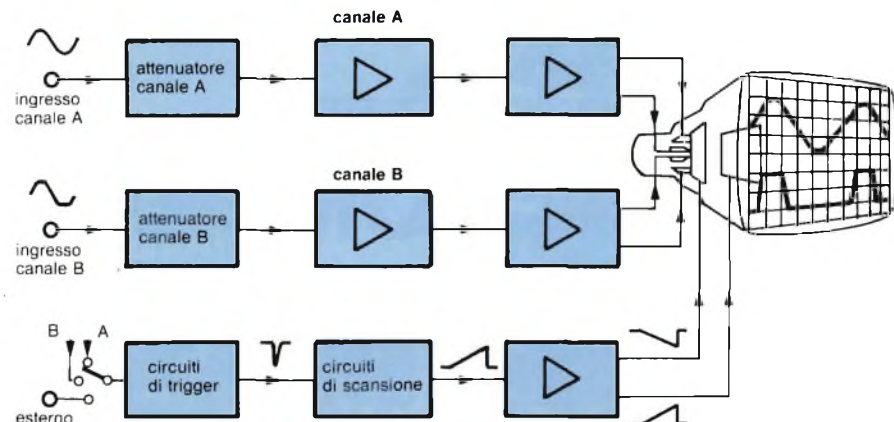 canale A
attenuatore
canale A
ingresso
canale A
canale B
attenuatore
canale B
ingresso
canale B
B A
circuiti
di trigger
circuiti
di scansione
esterno